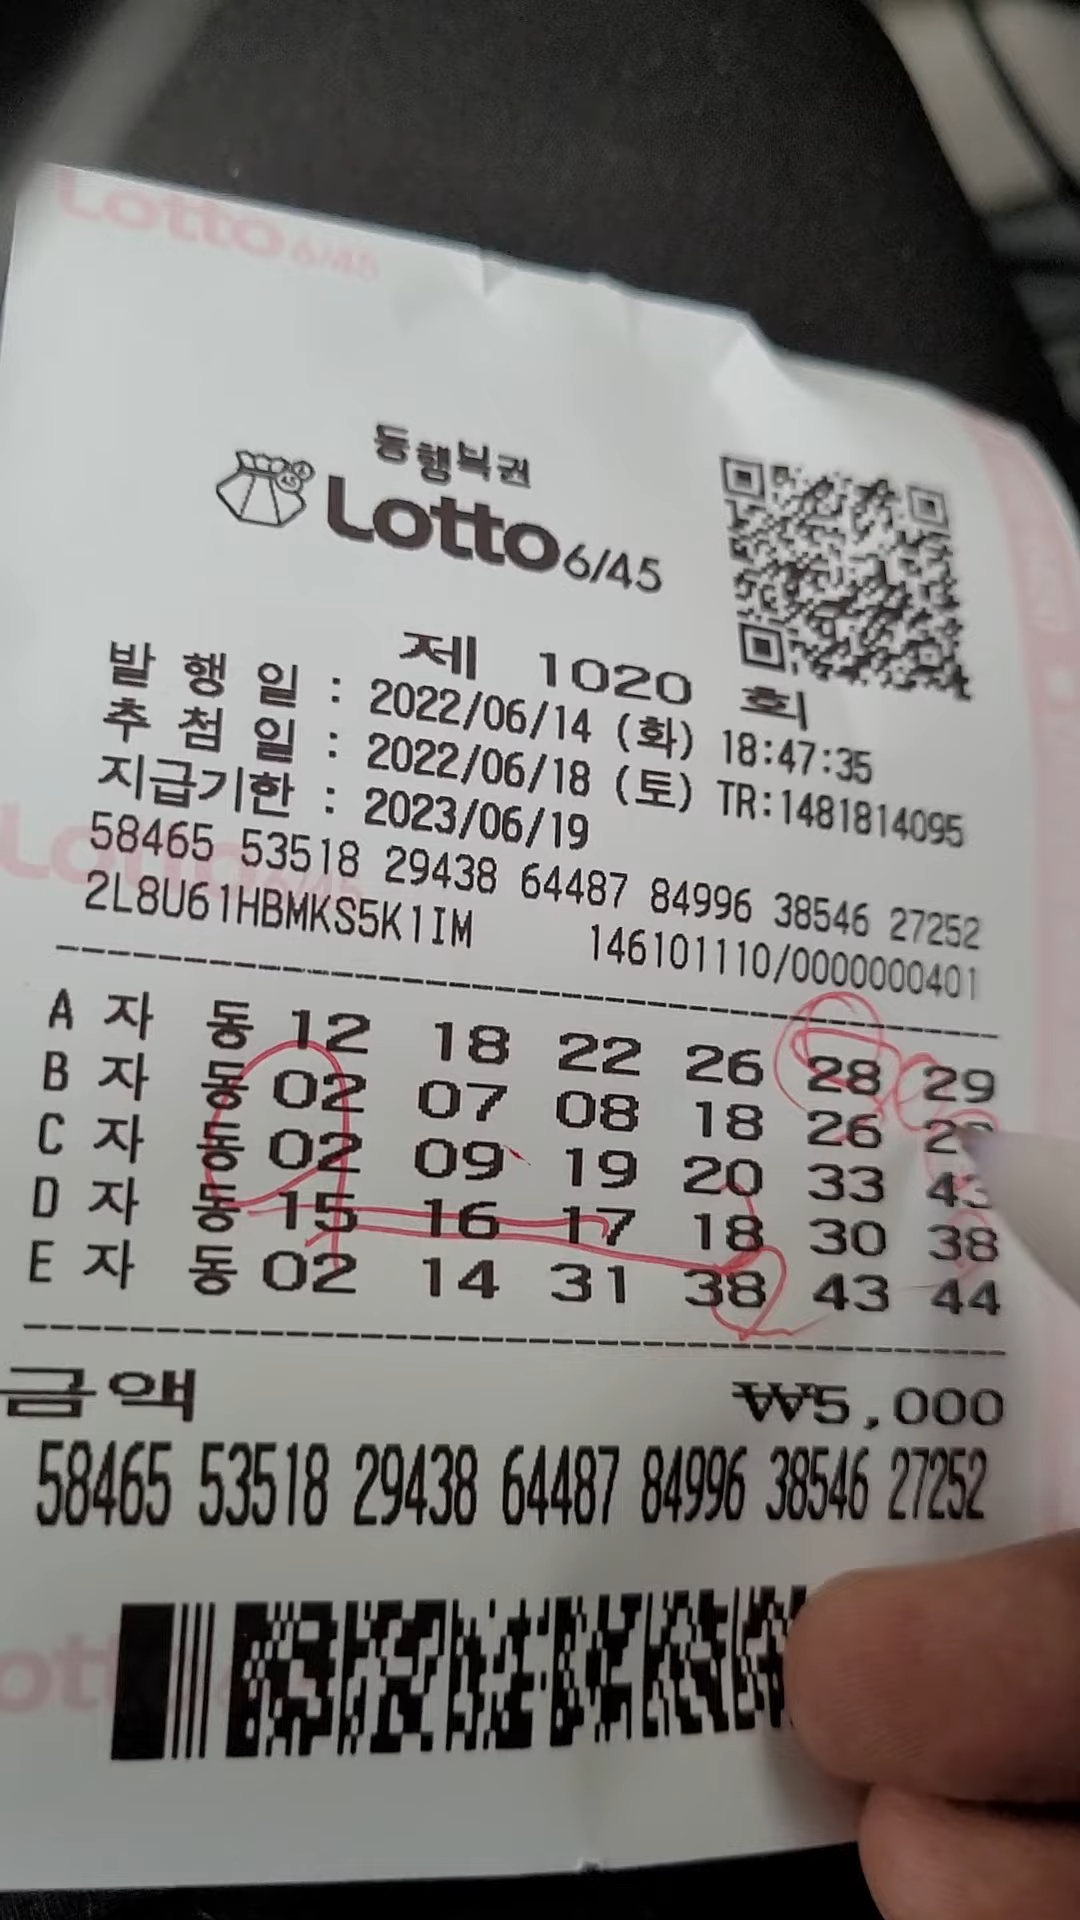 Lotto 6/45
동행복권
Lotto 6/45
제 1020 회
발 행 일 : 2022/06/14 (화) 18:47:35
추 첨 일 : 2022/06/18 (토) TR:1481814095
지급기한 : 2023/06/19
58465 53518 29438 64487 84996 38546 27252
2L8U61HBMKS5K1IM 146101110/0000000401
A 자 동 12 18 22 26 28 29
B 자 동 02 07 08 18 26
C 자 동 02 09 19 20 33 43
D 자 동 15 16 17 18 30 38
E 자 동 02 14 31 38 43 44
금액 ₩5,000
58465 53518 29438 64487 84996 38546 27252